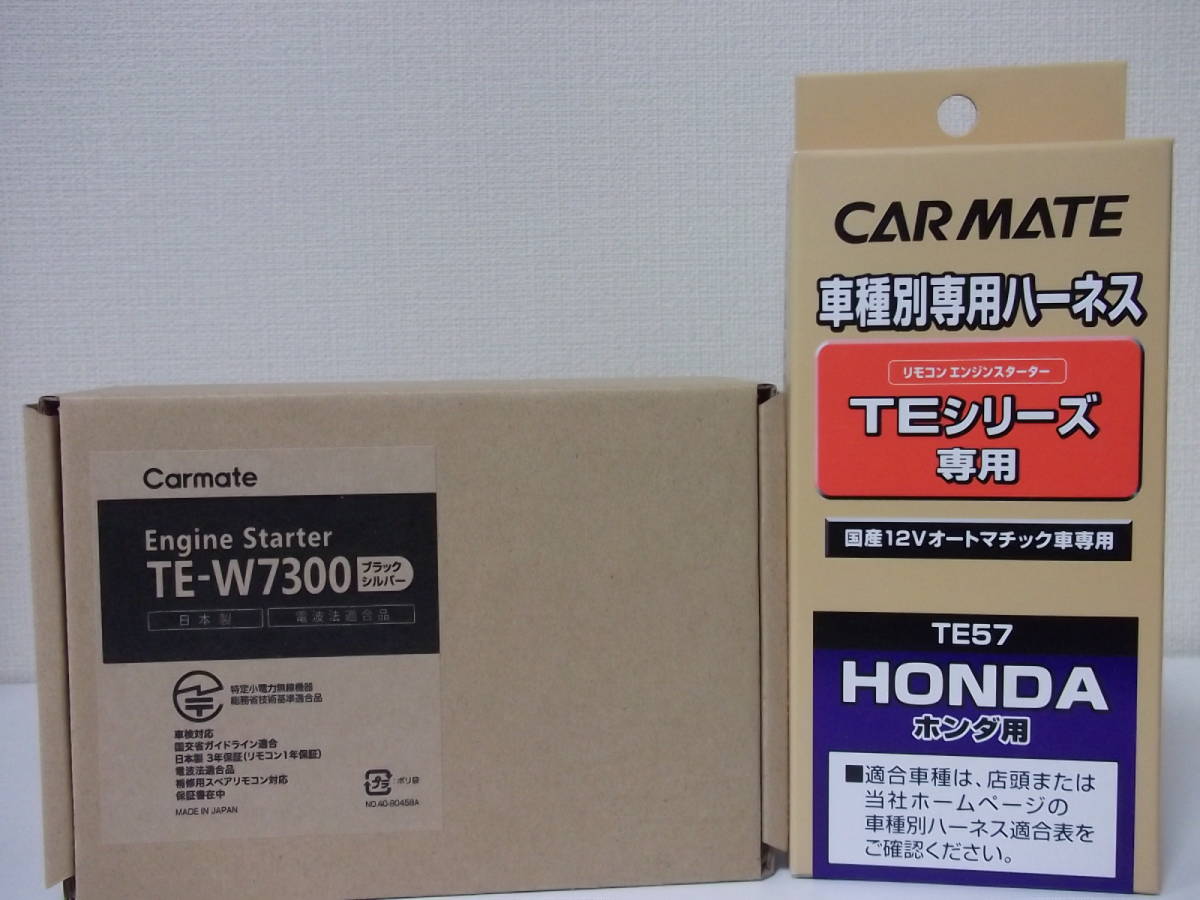 Carmate
Engine Starter
TE-W7300 ブラック シルバー
日本製 電波法適合品
特定小電力無線機器
総務省技術基準適合品
車検対応
国交省ガイドライン適合
日本製 3年保証(リモコン1年保証)
電波法適合品
補修用スペアリモコン対応
保証書在中
MADE IN JAPAN
プラ ポリ袋
NO.40-90458A
CARMATE
車種別専用ハーネス
リモコン エンジンスターター
TEシリーズ
専用
国産12Vオートマチック車専用
TE57
HONDA
ホンダ用
■適合車種は、店頭または
当社ホームページの
車種別ハーネス適合表を
ご確認ください。